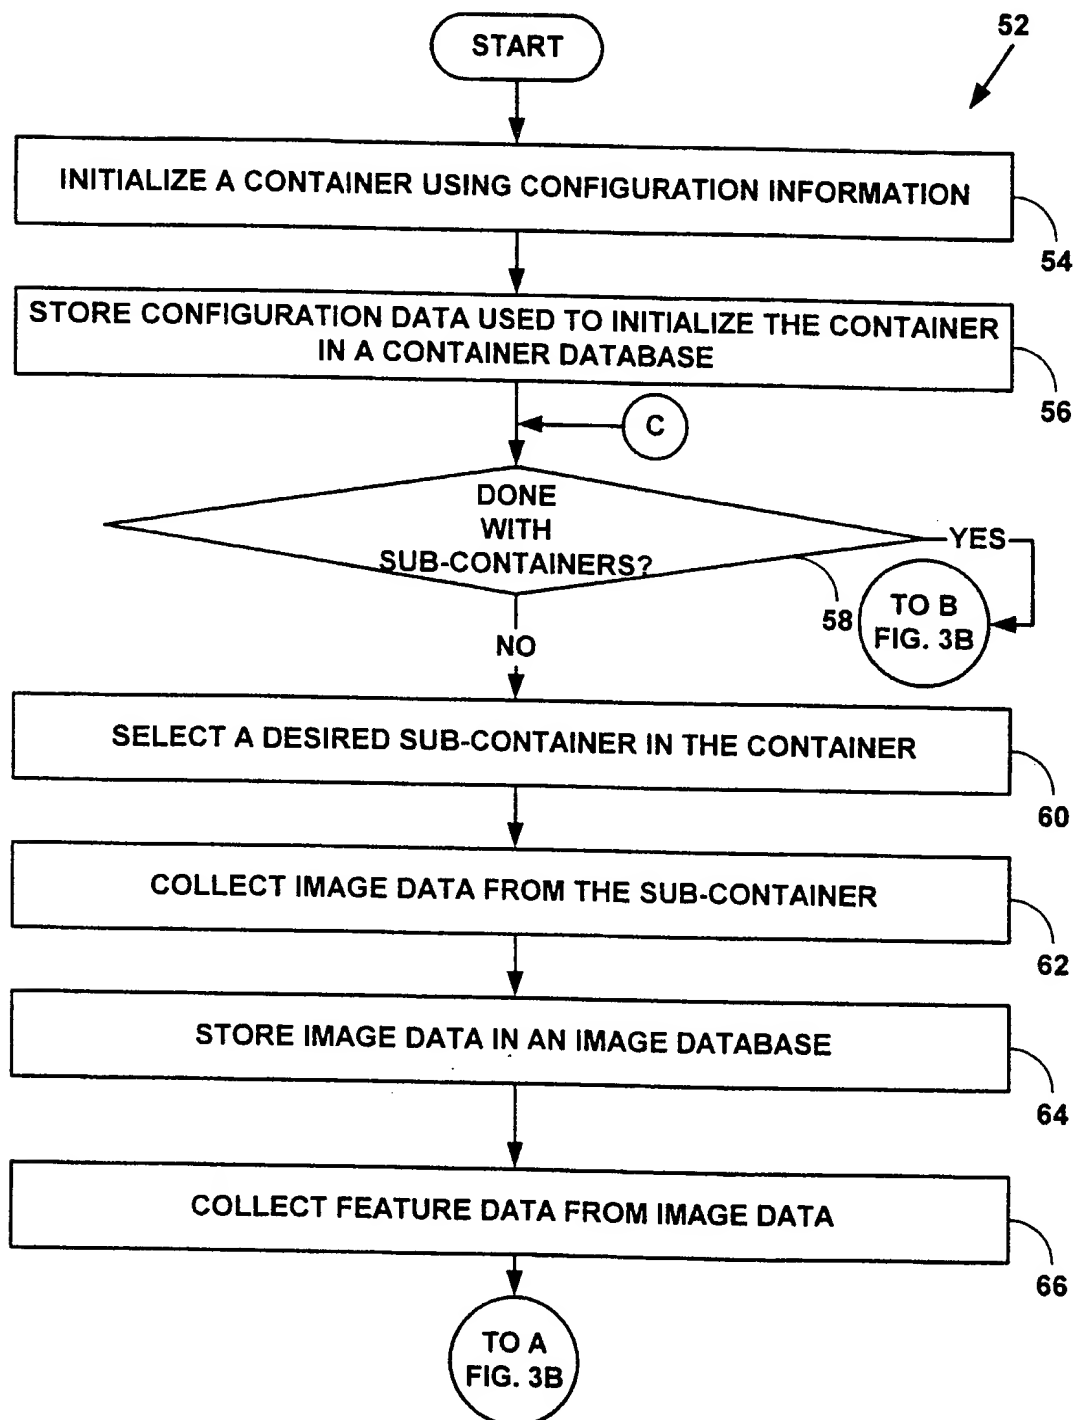 52
START
INITIALIZE A CONTAINER USING CONFIGURATION INFORMATION
54
STORE CONFIGURATION DATA USED TO INITIALIZE THE CONTAINER
IN A CONTAINER DATABASE
56
C
DONE
WITH
SUB-CONTAINERS?
YES
58
TO B
FIG. 3B
NO
SELECT A DESIRED SUB-CONTAINER IN THE CONTAINER
60
COLLECT IMAGE DATA FROM THE SUB-CONTAINER
62
STORE IMAGE DATA IN AN IMAGE DATABASE
64
COLLECT FEATURE DATA FROM IMAGE DATA
66
TO A
FIG. 3B